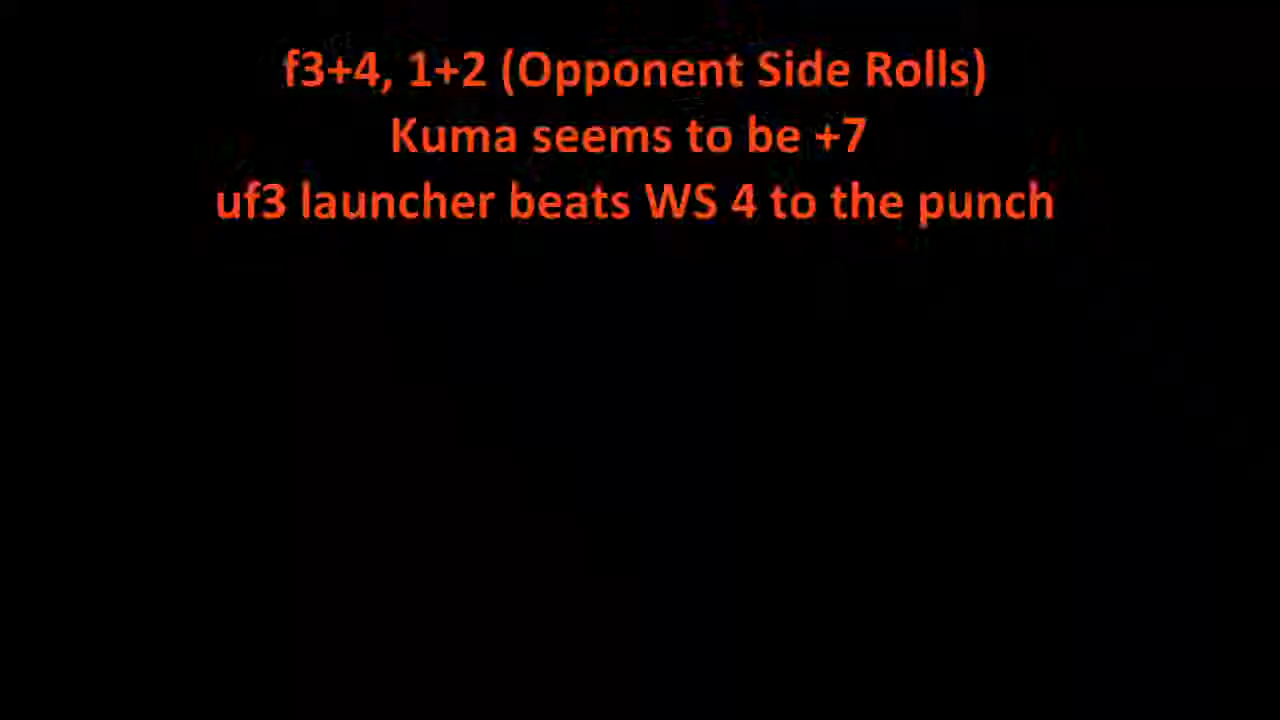 f3+4, 1+2 (Opponent Side Rolls)
Kuma seems to be +7
uf3 launcher beats WS 4 to the punch